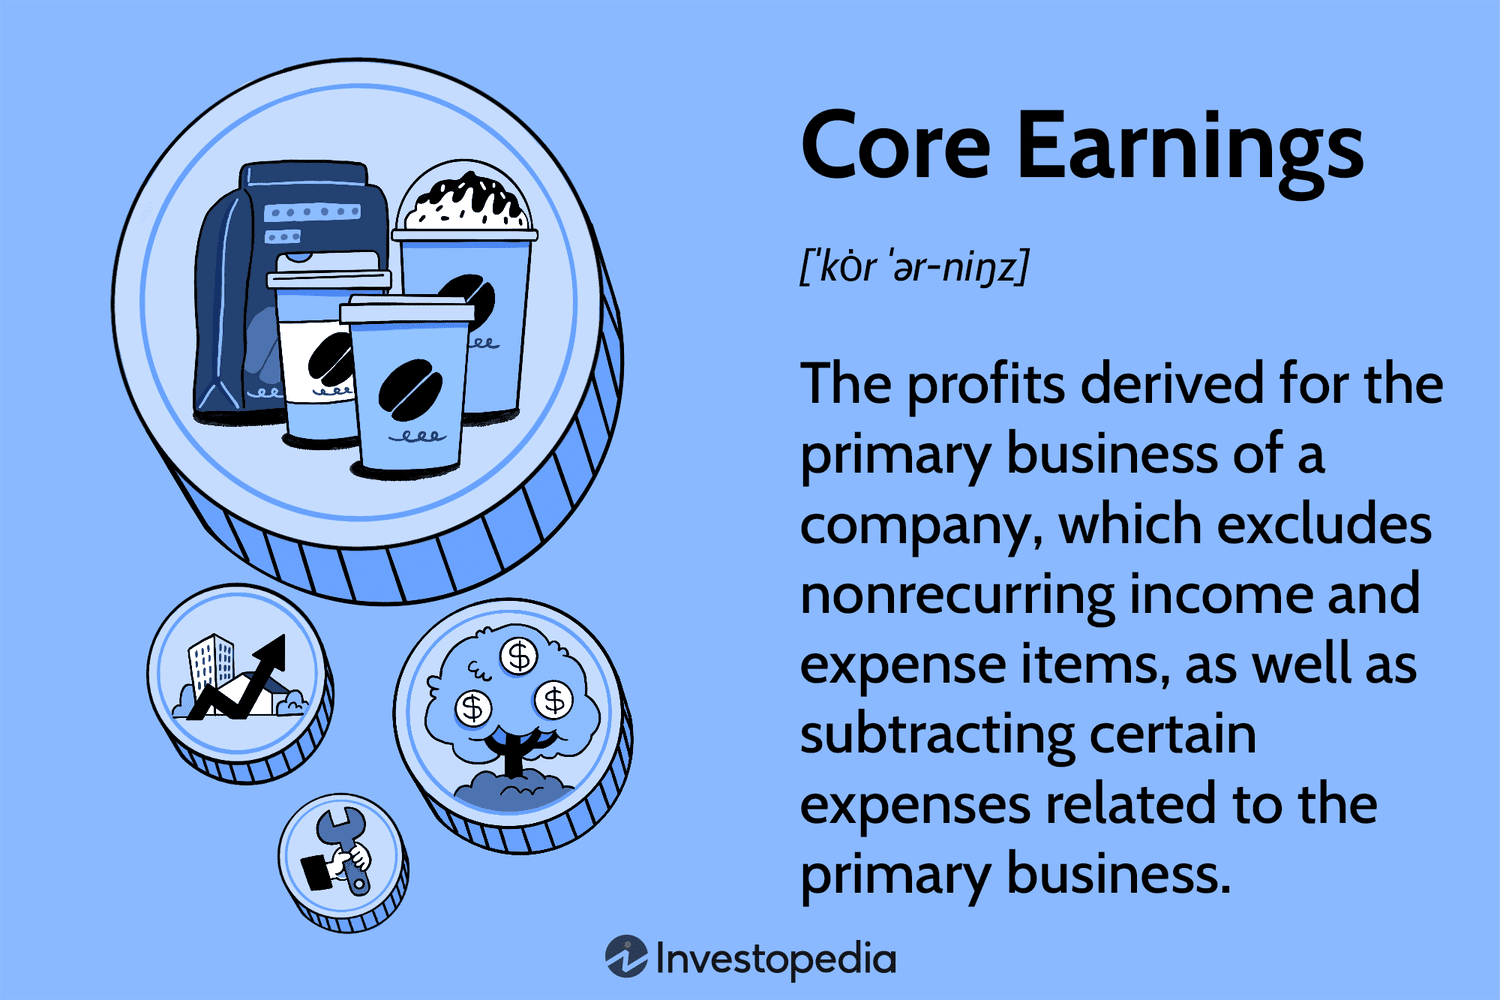 Core Earnings
[ˈkȯr ˈər-niŋz]
The profits derived for the
primary business of a
company, which excludes
nonrecurring income and
expense items, as well as
subtracting certain
expenses related to the
primary business.
$
$
$
Investopedia